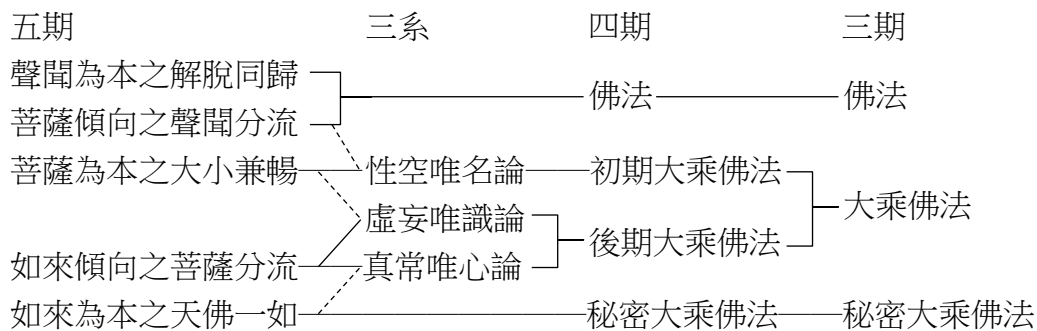 五期 三系 四期 三期
聲聞為本之解脫同歸
佛法 佛法
菩薩傾向之聲聞分流
菩薩為本之大小兼暢 性空唯名論 初期大乘佛法
大乘佛法
虛妄唯識論
後期大乘佛法
如來傾向之菩薩分流 真常唯心論
如來為本之天佛一如 秘密大乘佛法 秘密大乘佛法